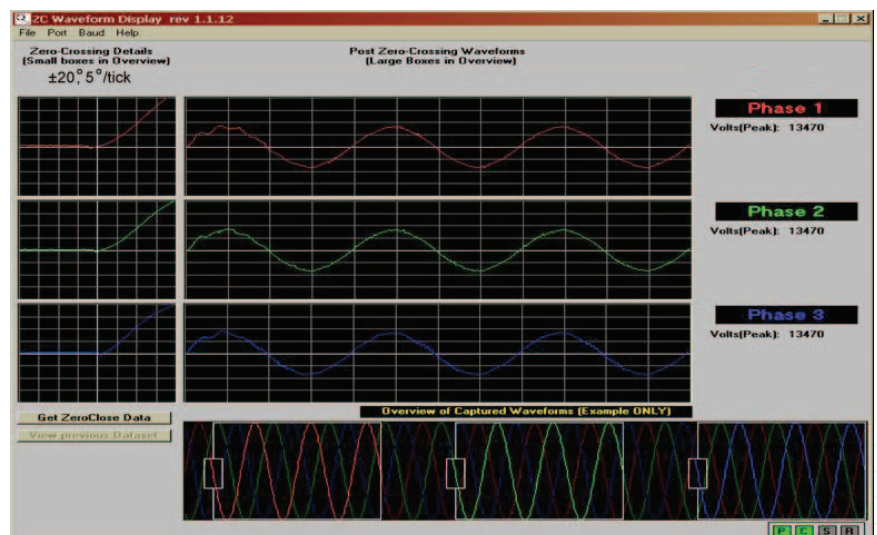 ZC Waveform Display rev 1.1.12
File Port Baud Help
Zero-Crossing Details
(Small boxes in Overview)
±20°, 5°/tick
Post Zero-Crossing Waveforms
(Large Boxes in Overview)
Phase 1
Volts(Peak): 13470
Phase 2
Volts(Peak): 13470
Phase 3
Volts(Peak): 13470
Get ZeroClose Data
View previous Dataset
Overview of Captured Waveforms (Example ONLY)
P C S R